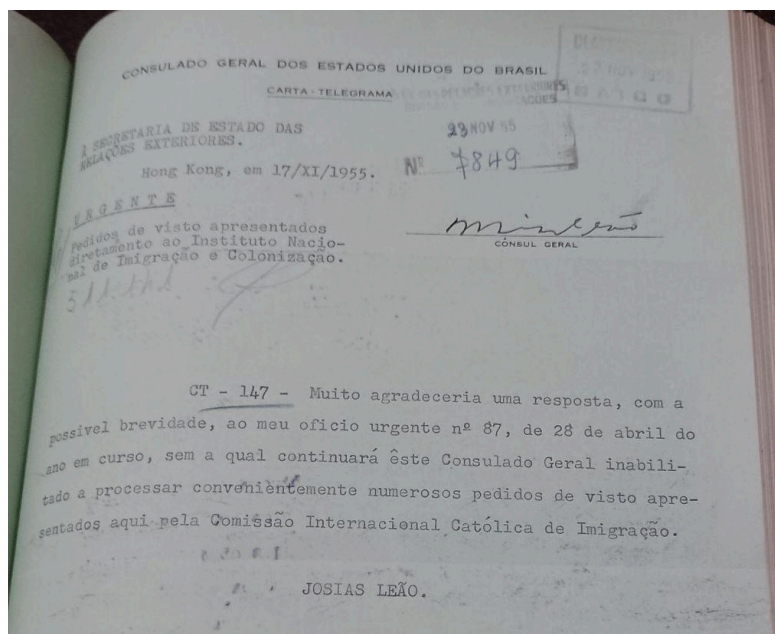 CONSULADO GERAL DOS ESTADOS UNIDOS DO BRASIL
CARTA-TELEGRAMA
À SECRETARIA DE ESTADO DAS
RELAÇÕES EXTERIORES.
23 NOV 55
Nº 7849
Hong Kong, em 17/XI/1955.
URGENTE
Pedidos de visto apresentados
diretamente ao Instituto Nacio-
nal de Imigração e Colonização.
CÔNSUL GERAL
511.141
CT - 147 - Muito agradeceria uma resposta, com a
possivel brevidade, ao meu oficio urgente nº 87, de 28 de abril do
ano em curso, sem a qual continuará êste Consulado Geral inabili-
tado a processar convenièntemente numerosos pedidos de visto apre-
sentados aqui pela Comissão Internacional Católica de Imigração.
JOSIAS LEÃO.